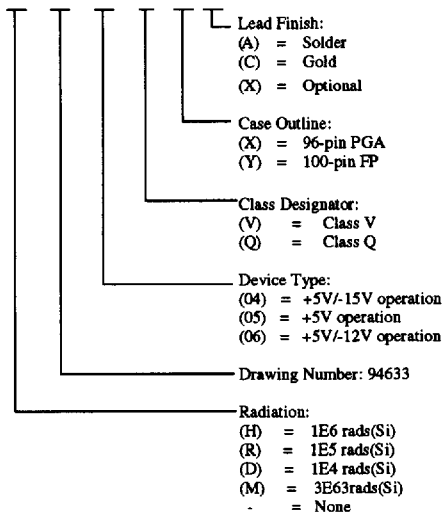 Lead Finish:
(A) = Solder
(C) = Gold
(X) = Optional
Case Outline:
(X) = 96-pin PGA
(Y) = 100-pin FP
Class Designator:
(V) = Class V
(Q) = Class Q
Device Type:
(04) = +5V/-15V operation
(05) = +5V operation
(06) = +5V/-12V operation
Drawing Number: 94633
Radiation:
(H) = 1E6 rads(Si)
(R) = 1E5 rads(Si)
(D) = 1E4 rads(Si)
(M) = 3E63rads(Si)
- = None